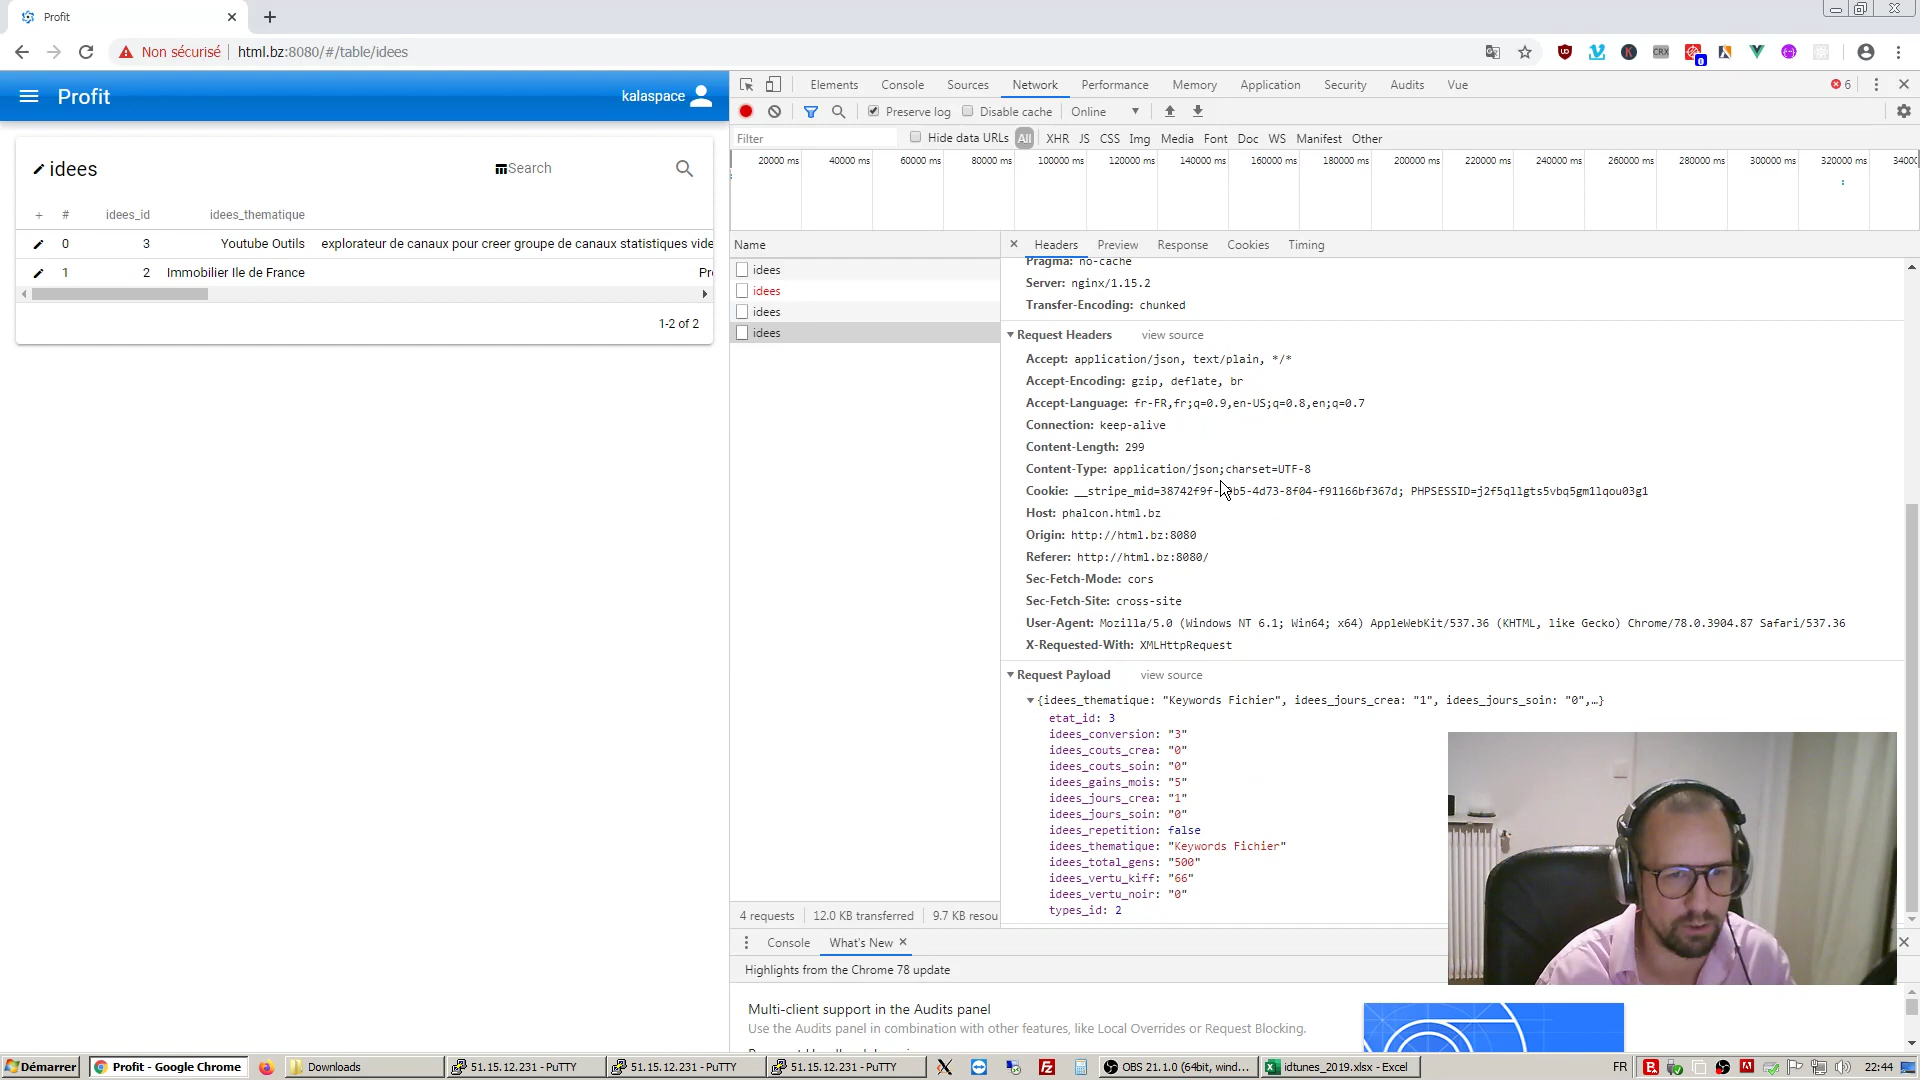 Profit
Non sécurisé html.bz:8080/#/table/idees
Profit
kalaspace
idees
Search
+ # idees_id idees_thematique
0 3 Youtube Outils explorateur de canaux pour creer groupe de canaux statistiques vide
1 2 Immobilier Ile de France Pr
1-2 of 2
Elements Console Sources Network Performance Memory Application Security Audits Vue
6
Preserve log Disable cache Online
Filter Hide data URLs All XHR JS CSS Img Media Font Doc WS Manifest Other
20000 ms 40000 ms 60000 ms 80000 ms 100000 ms 120000 ms 140000 ms 160000 ms 180000 ms 200000 ms 220000 ms 240000 ms 260000 ms 280000 ms 300000 ms 320000 ms 3400
Name
idees
idees
idees
idees
4 requests 12.0 KB transferred 9.7 KB resou
Headers Preview Response Cookies Timing
Pragma: no-cache
Server: nginx/1.15.2
Transfer-Encoding: chunked
Request Headers view source
Accept: application/json, text/plain, */*
Accept-Encoding: gzip, deflate, br
Accept-Language: fr-FR,fr;q=0.9,en-US;q=0.8,en;q=0.7
Connection: keep-alive
Content-Length: 299
Content-Type: application/json;charset=UTF-8
Cookie: PHPSESSID=j2f5qllgts5vbq5gm1lqou03g1
Host: phalcon.html.bz
Origin: http://html.bz:8080
Referer: http://html.bz:8080/
Sec-Fetch-Mode: cors
Sec-Fetch-Site: cross-site
User-Agent: Mozilla/5.0 (Windows NT 6.1; Win64; x64) AppleWebKit/537.36 (KHTML, like Gecko) Chrome/78.0.3904.87 Safari/537.36
X-Requested-With: XMLHttpRequest
Request Payload view source
{idees_thematique: "Keywords Fichier", idees_jours_crea: "1", idees_jours_soin: "0",…}
etat_id: 3
idees_conversion: "3"
idees_couts_crea: "0"
idees_couts_soin: "0"
idees_gains_mois: "5"
idees_jours_crea: "1"
idees_jours_soin: "0"
idees_repetition: false
idees_thematique: "Keywords Fichier"
idees_total_gens: "500"
idees_vertu_kiff: "66"
idees_vertu_noir: "0"
types_id: 2
Console What's New
Highlights from the Chrome 78 update
Multi-client support in the Audits panel
Use the Audits panel in combination with other features, like Local Overrides or Request Blocking.
Démarrer Profit - Google Chrome Downloads 51.15.12.231 - PuTTY 51.15.12.231 - PuTTY 51.15.12.231 - PuTTY OBS 21.1.0 (64bit, wind... idtunes_2019.xlsx - Excel FR 22:44